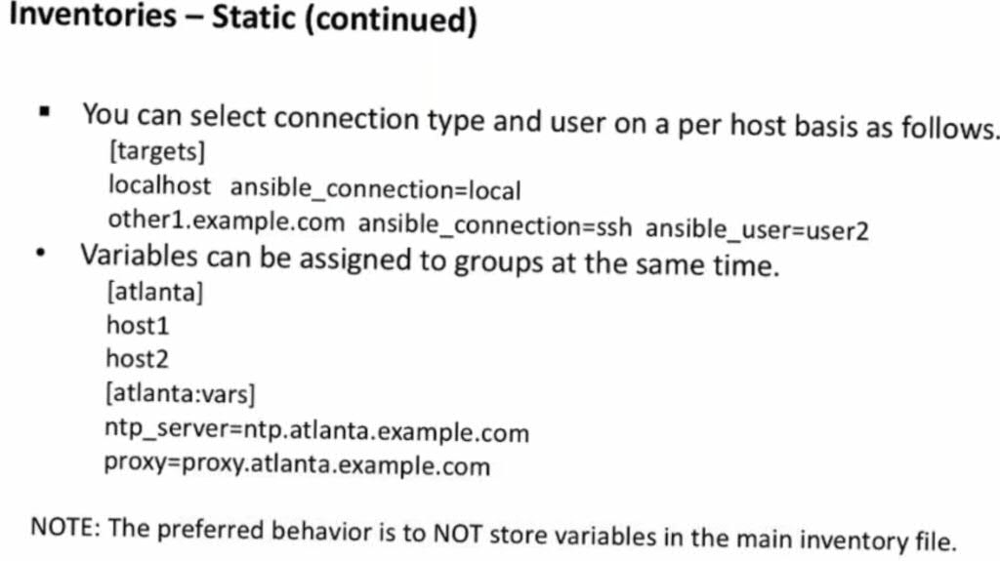 Inventories – Static (continued)
▪ You can select connection type and user on a per host basis as follows.
[targets]
localhost ansible_connection=local
other1.example.com ansible_connection=ssh ansible_user=user2
• Variables can be assigned to groups at the same time.
[atlanta]
host1
host2
[atlanta:vars]
ntp_server=ntp.atlanta.example.com
proxy=proxy.atlanta.example.com
NOTE: The preferred behavior is to NOT store variables in the main inventory file.